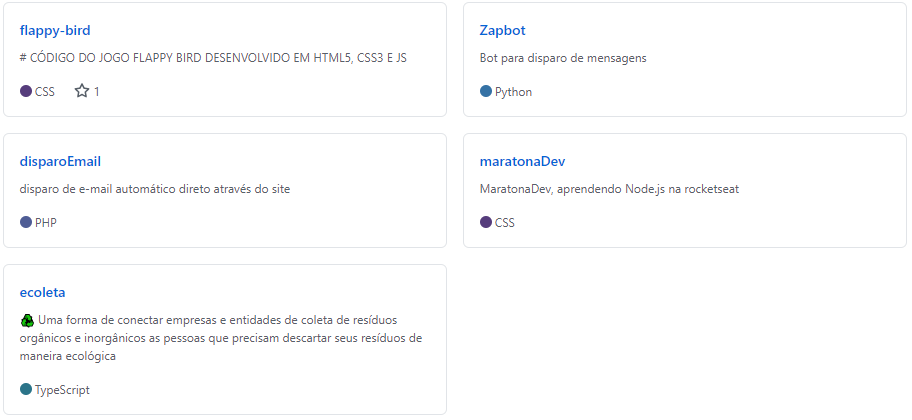 flappy-bird
# CÓDIGO DO JOGO FLAPPY BIRD DESENVOLVIDO EM HTML5, CSS3 E JS
CSS 1
Zapbot
Bot para disparo de mensagens
Python
disparoEmail
disparo de e-mail automático direto através do site
PHP
maratonaDev
MaratonaDev, aprendendo Node.js na rocketseat
CSS
ecoleta
Uma forma de conectar empresas e entidades de coleta de resíduos
orgânicos e inorgânicos as pessoas que precisam descartar seus resíduos de
maneira ecológica
TypeScript